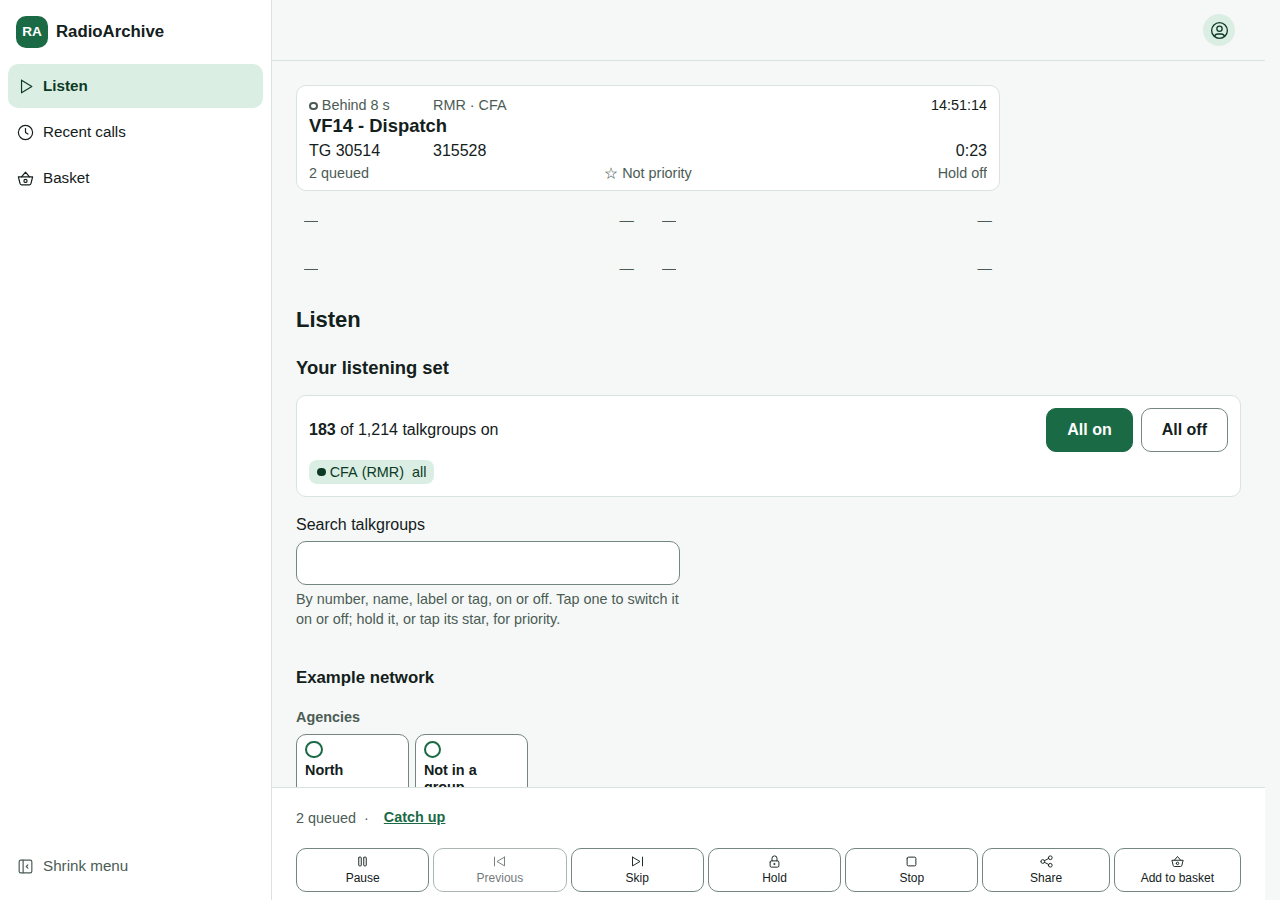 RA RadioArchive
Listen
Recent calls
Basket
Shrink menu
Behind 8 s RMR · CFA 14:51:14
VF14 - Dispatch
TG 30514 315528 0:23
2 queued ☆ Not priority Hold off
— — — —
— — — —
Listen
Your listening set
183 of 1,214 talkgroups on All on All off
CFA (RMR) all
Search talkgroups
By number, name, label or tag, on or off. Tap one to switch it
on or off; hold it, or tap its star, for priority.
Example network
Agencies
North Not in a
group
2 queued · Catch up
Pause Previous Skip Hold Stop Share Add to basket